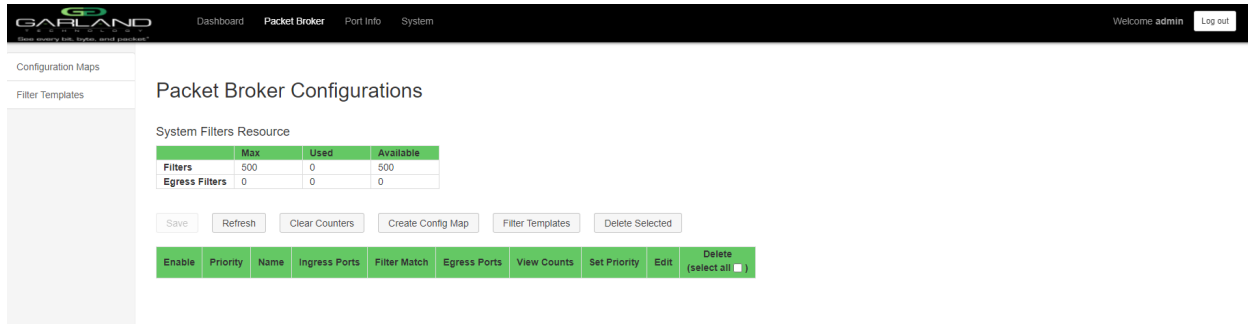 GARLAND
TECHNOLOGY
See every bit, byte, and packet®
Dashboard Packet Broker Port Info System Welcome admin Log out
Configuration Maps
Filter Templates
Packet Broker Configurations
System Filters Resource
Max Used Available
Filters 500 0 500
Egress Filters 0 0 0
Save Refresh Clear Counters Create Config Map Filter Templates Delete Selected
Enable Priority Name Ingress Ports Filter Match Egress Ports View Counts Set Priority Edit Delete
(select all )